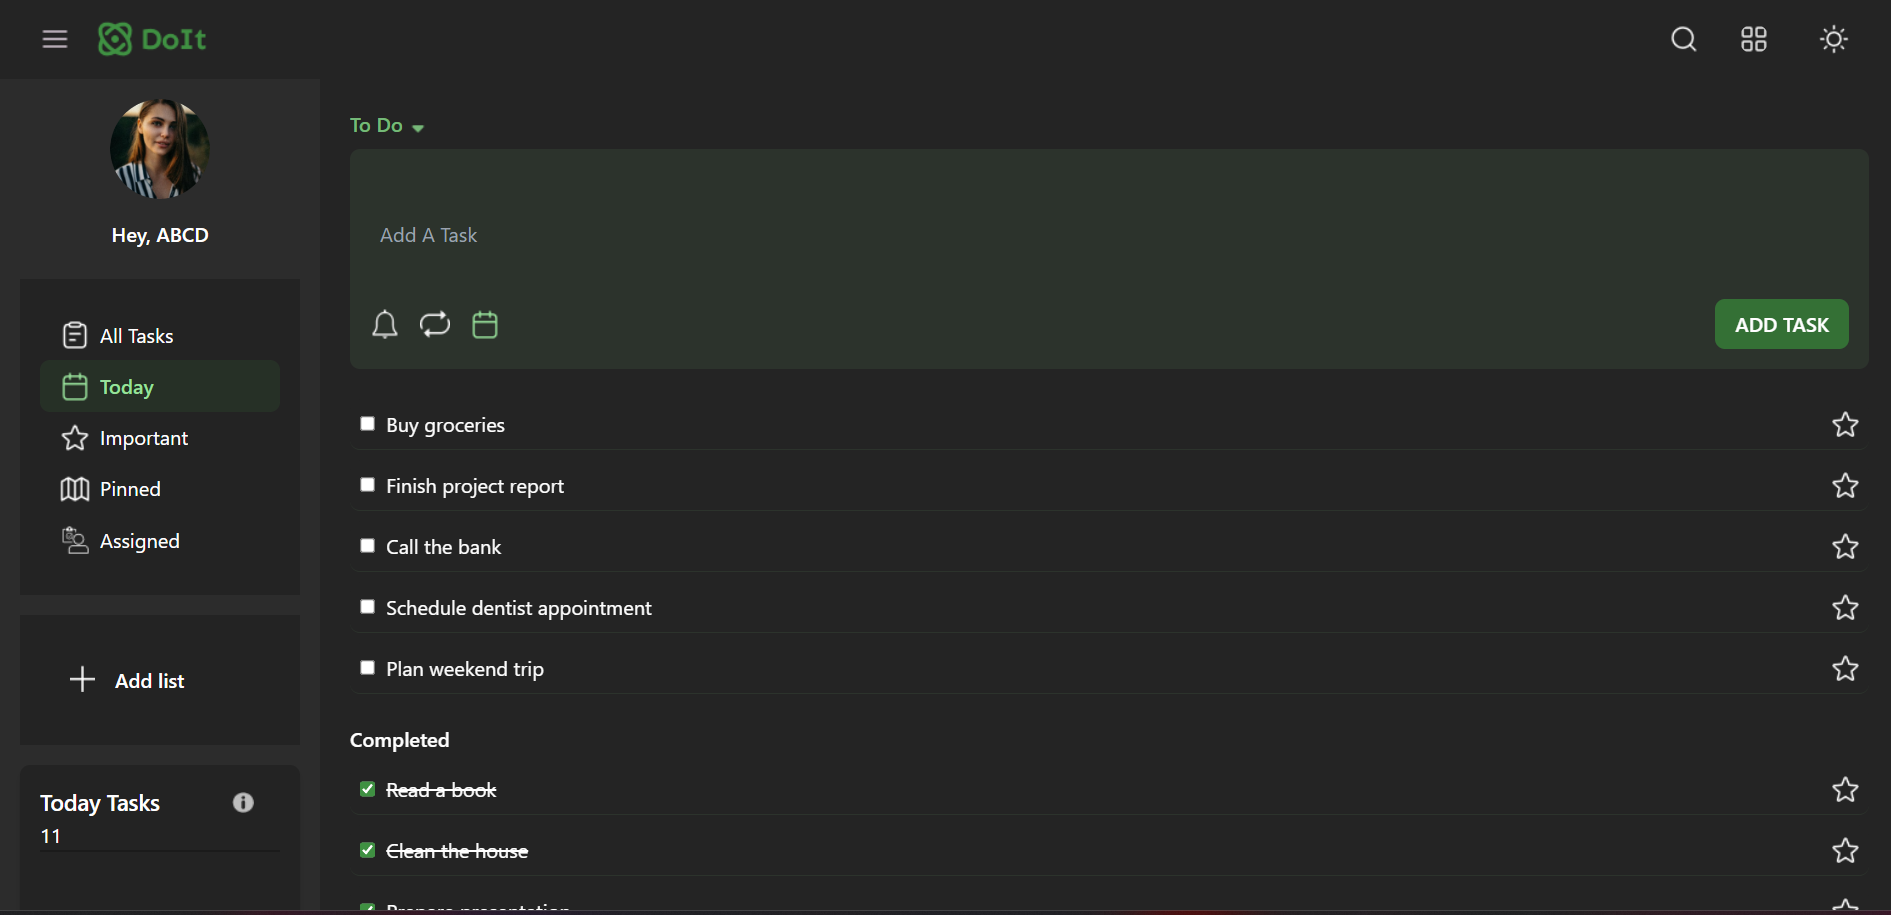 DoIt
Hey, ABCD
All Tasks
Today
Important
Pinned
Assigned
Add list
Today Tasks
11
To Do
Add A Task
ADD TASK
Buy groceries
Finish project report
Call the bank
Schedule dentist appointment
Plan weekend trip
Completed
Read a book
Clean the house
Prepare presentation